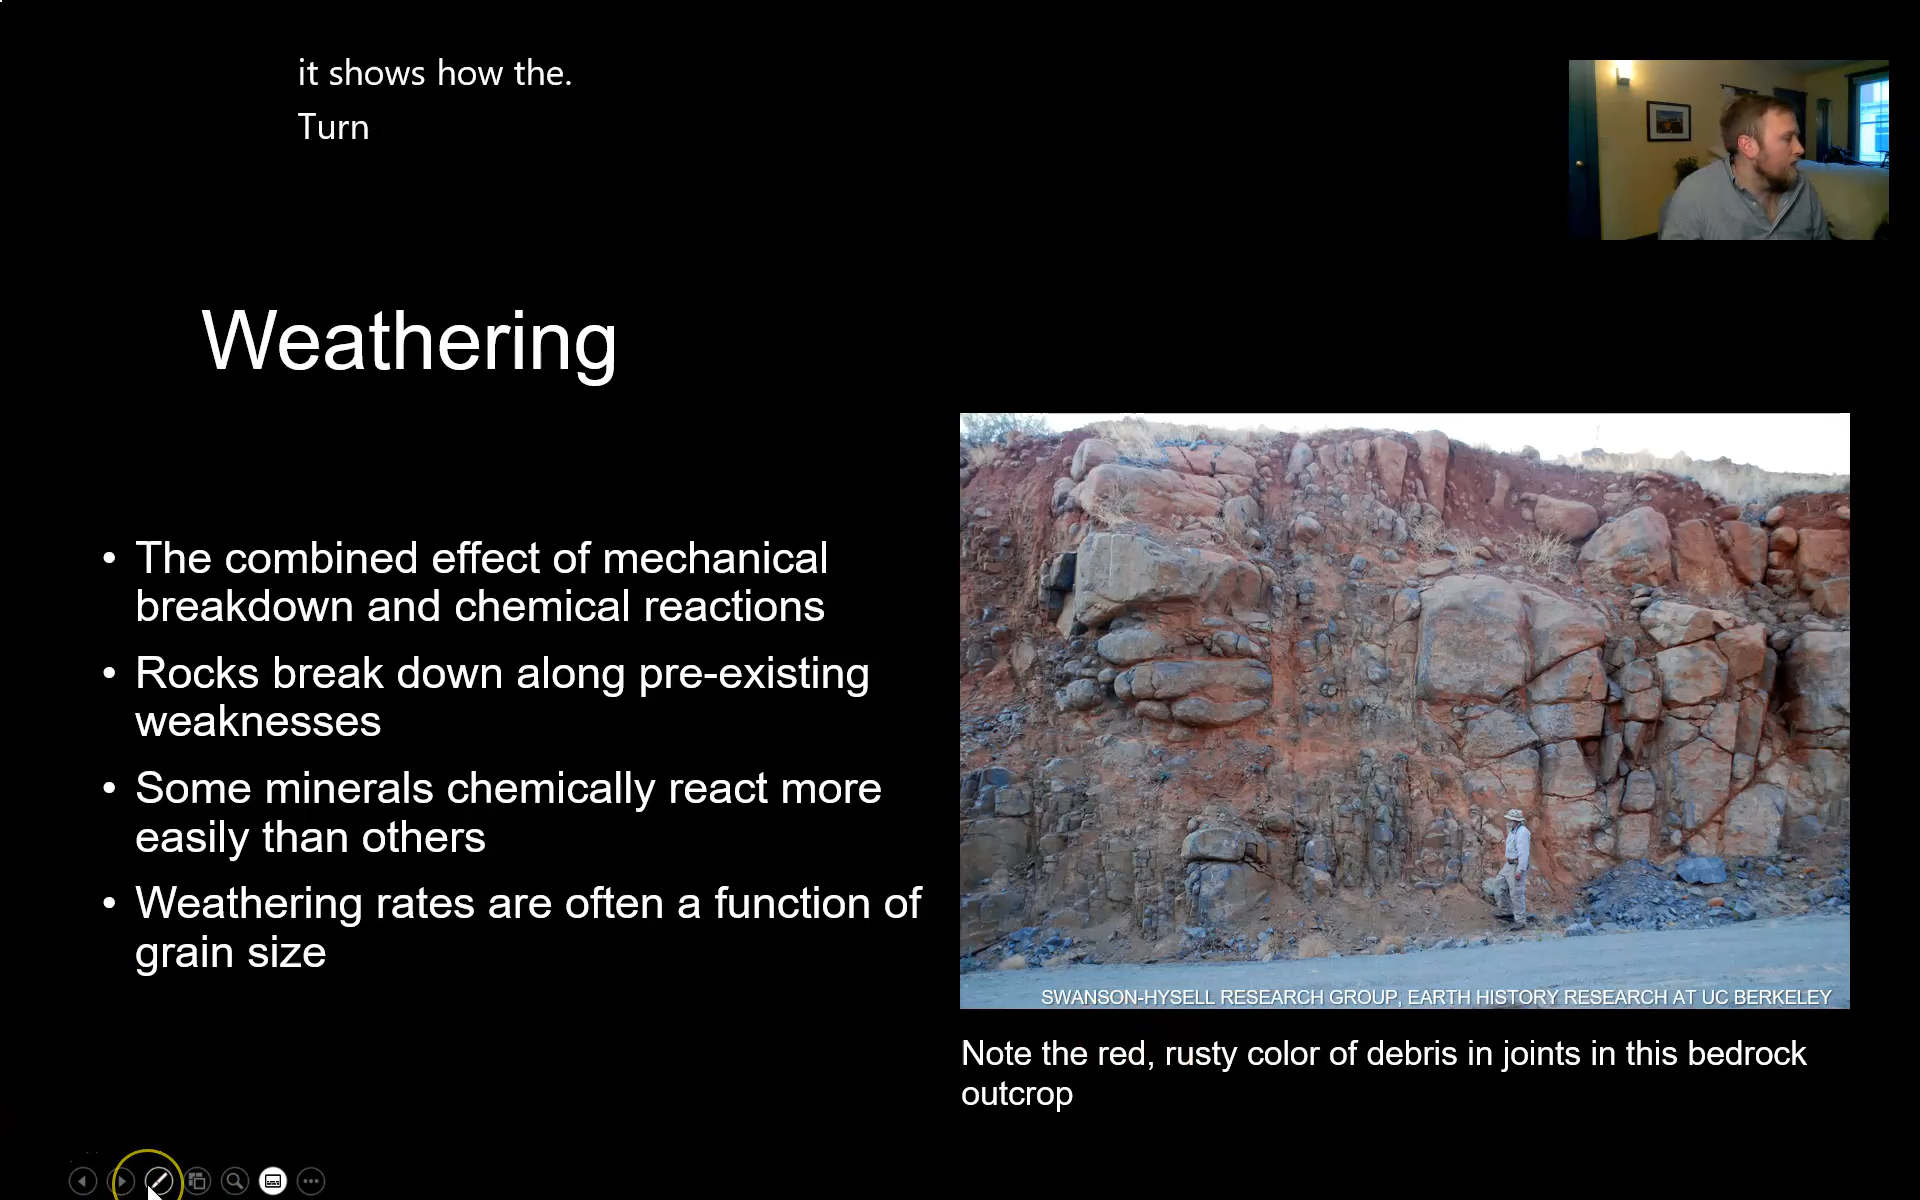 it shows how the.
Turn
Weathering
• The combined effect of mechanical
breakdown and chemical reactions
• Rocks break down along pre-existing
weaknesses
• Some minerals chemically react more
easily than others
• Weathering rates are often a function of
grain size
SWANSON-HYSELL RESEARCH GROUP, EARTH HISTORY RESEARCH AT UC BERKELEY
Note the red, rusty color of debris in joints in this bedrock
outcrop